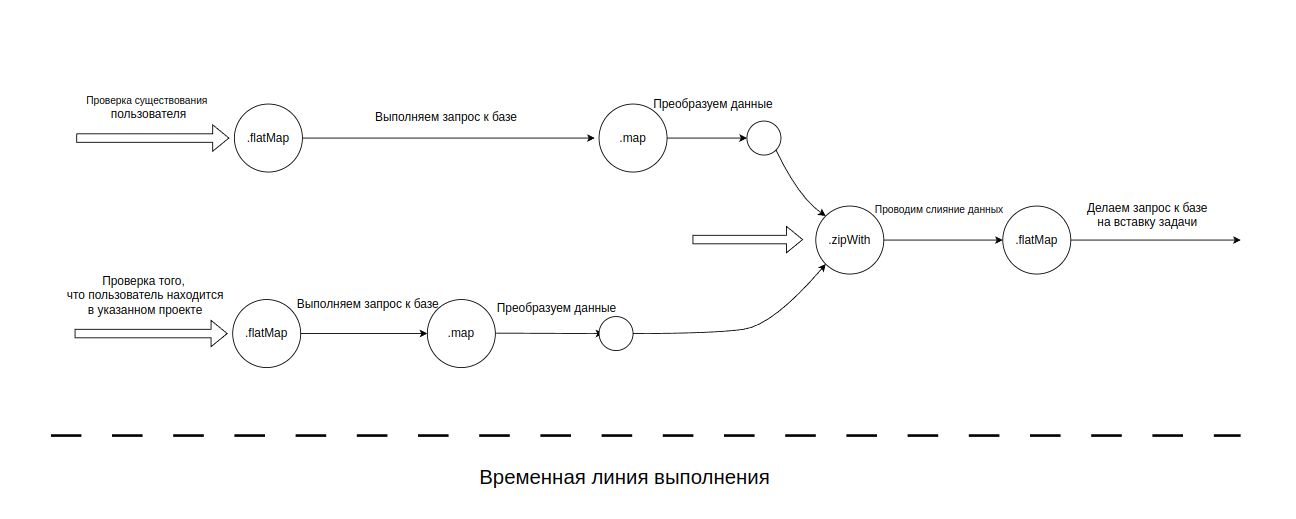 Проверка существования
пользователя
.flatMap
Выполняем запрос к базе
.map
Преобразуем данные
.zipWith
Проводим слияние данных
.flatMap
Делаем запрос к базе
на вставку задачи
Проверка того,
что пользователь находится
в указанном проекте
.flatMap
Выполняем запрос к базе
.map
Преобразуем данные
Временная линия выполнения